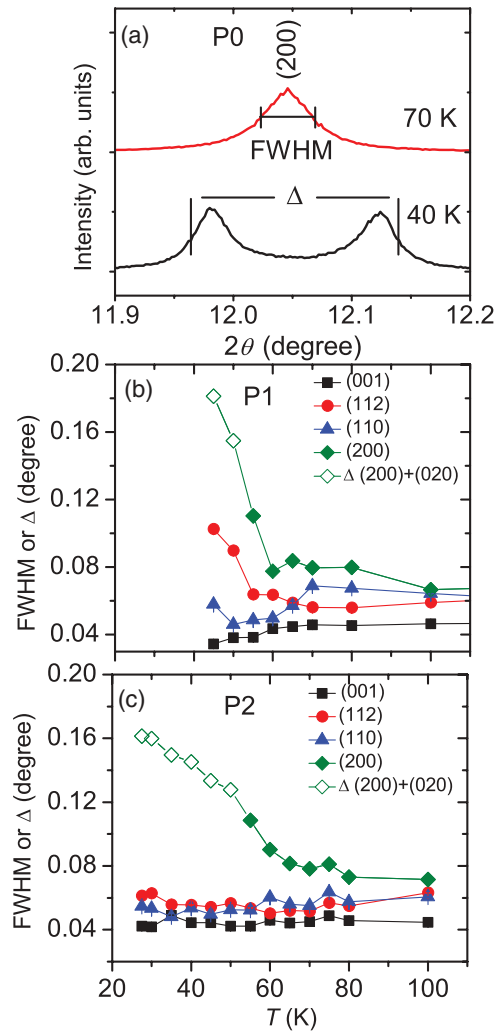 (a) P0
(200)
Intensity (arb. units)
70 K
FWHM
Δ
40 K
11.9 12.0 12.1 12.2
2θ (degree)
0.20
(b) P1
(001)
(112)
(110)
(200)
Δ (200)+(020)
0.16
0.12
0.08
0.04
FWHM or Δ (degree)
0.20
(c) P2
(001)
(112)
(110)
(200)
Δ (200)+(020)
0.16
0.12
0.08
0.04
FWHM or Δ (degree)
20 40 60 80 100
T (K)